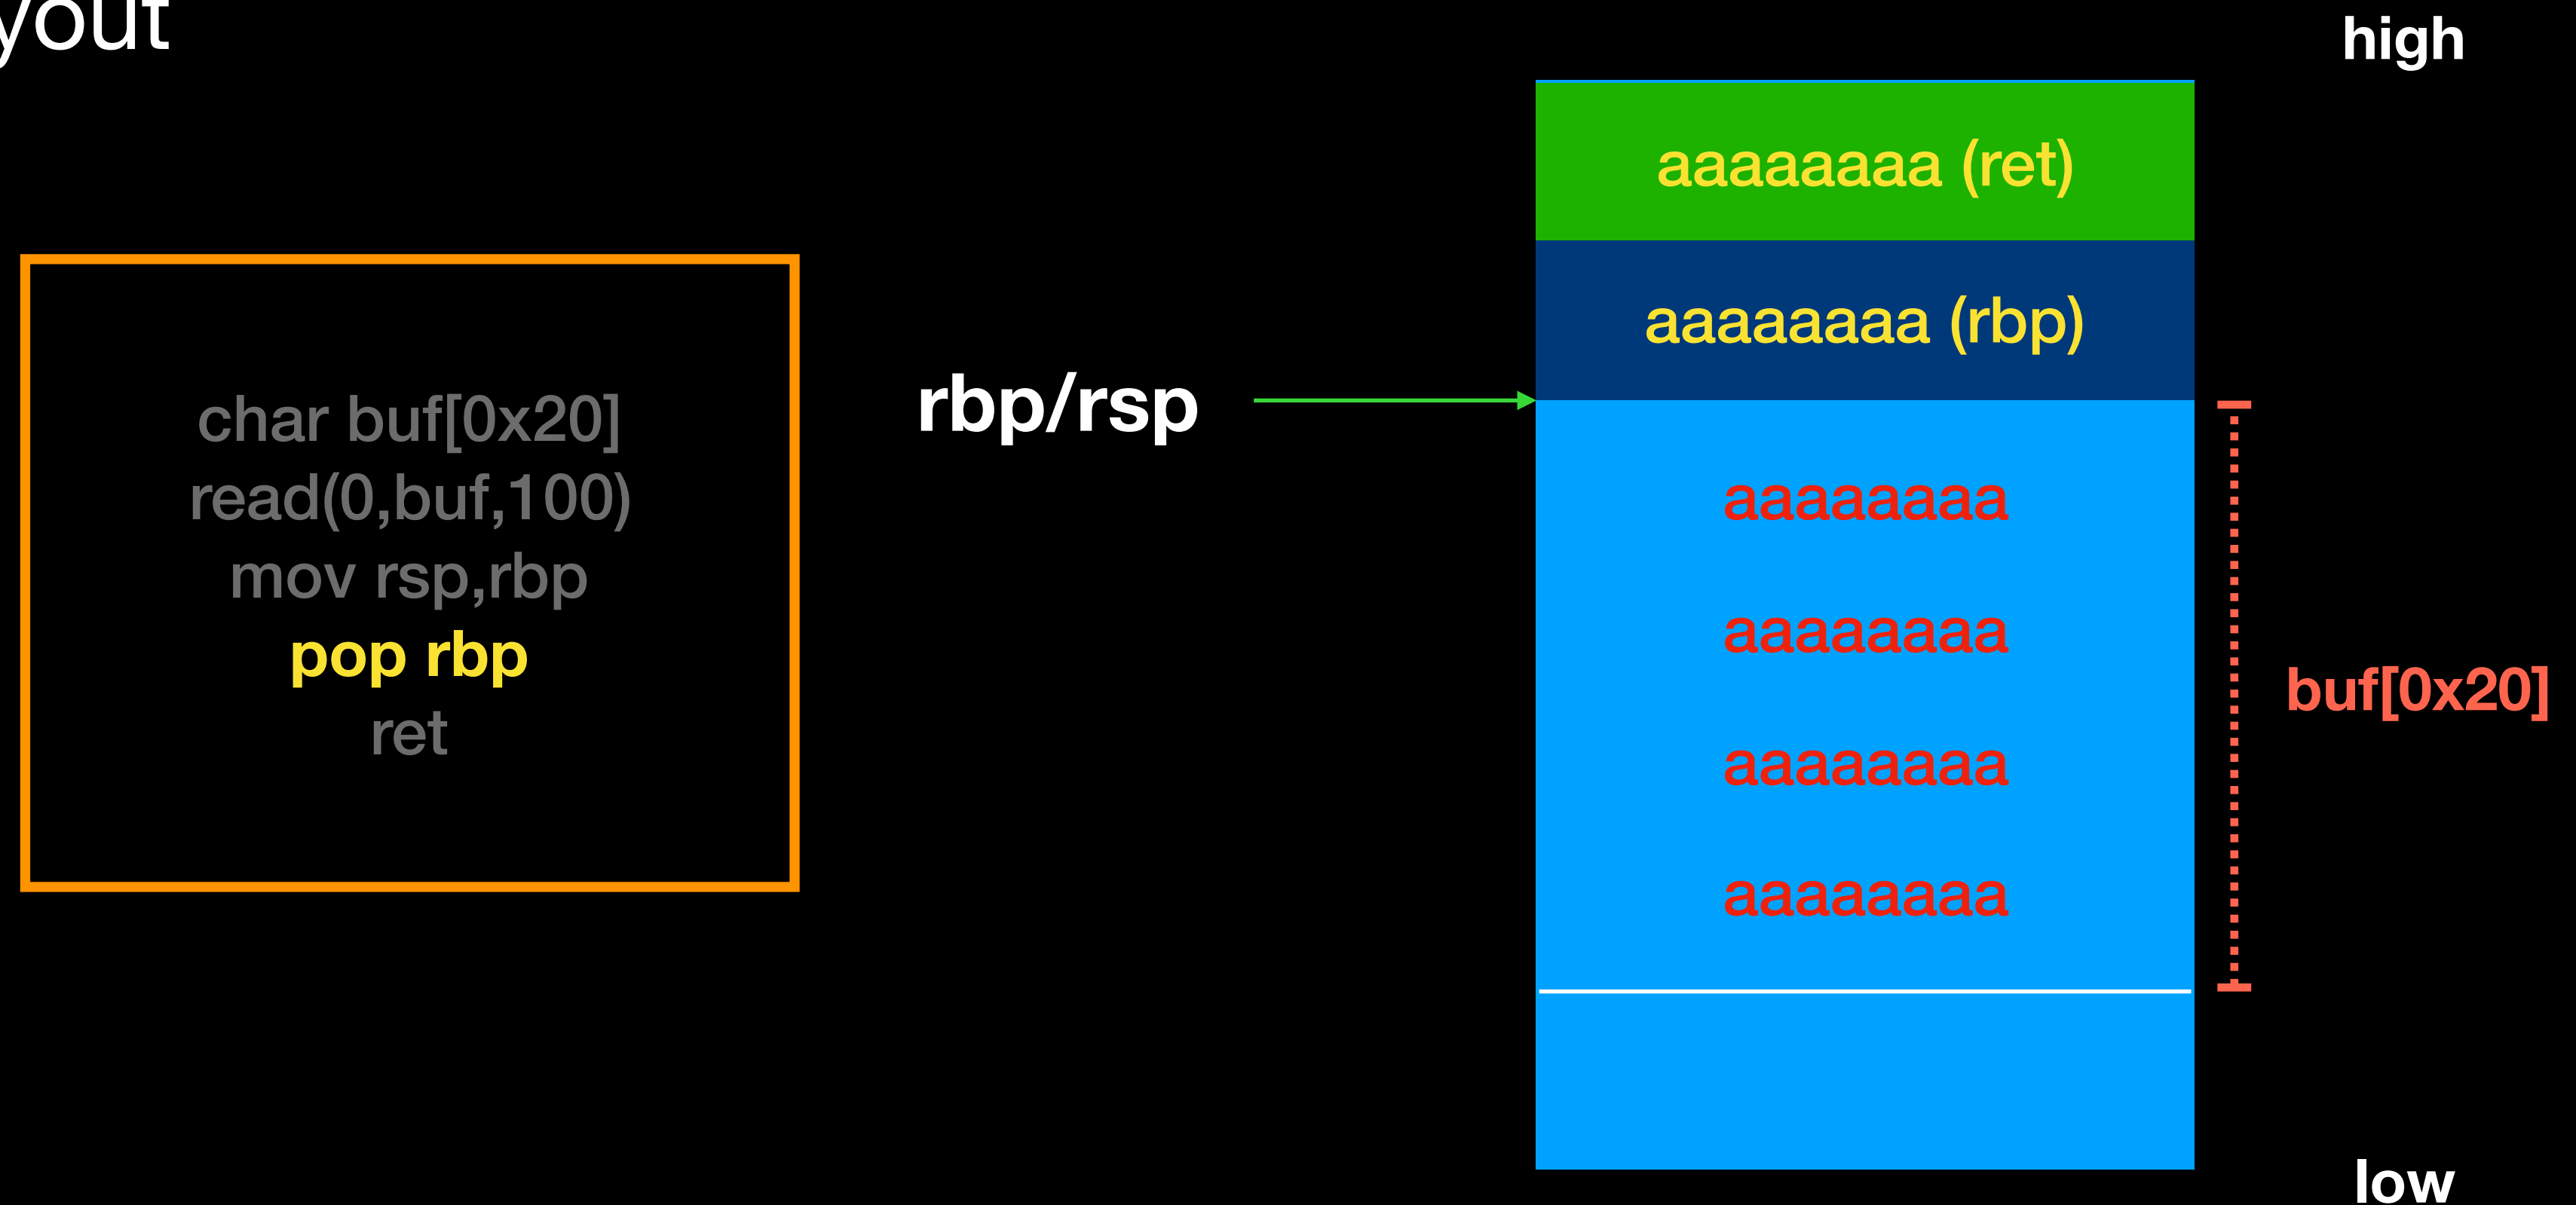 yout
high
aaaaaaaa (ret)
aaaaaaaa (rbp)
char buf[0x20]
read(0,buf,100)
mov rsp,rbp
pop rbp
ret
rbp/rsp
aaaaaaaa
aaaaaaaa
aaaaaaaa
aaaaaaaa
buf[0x20]
low